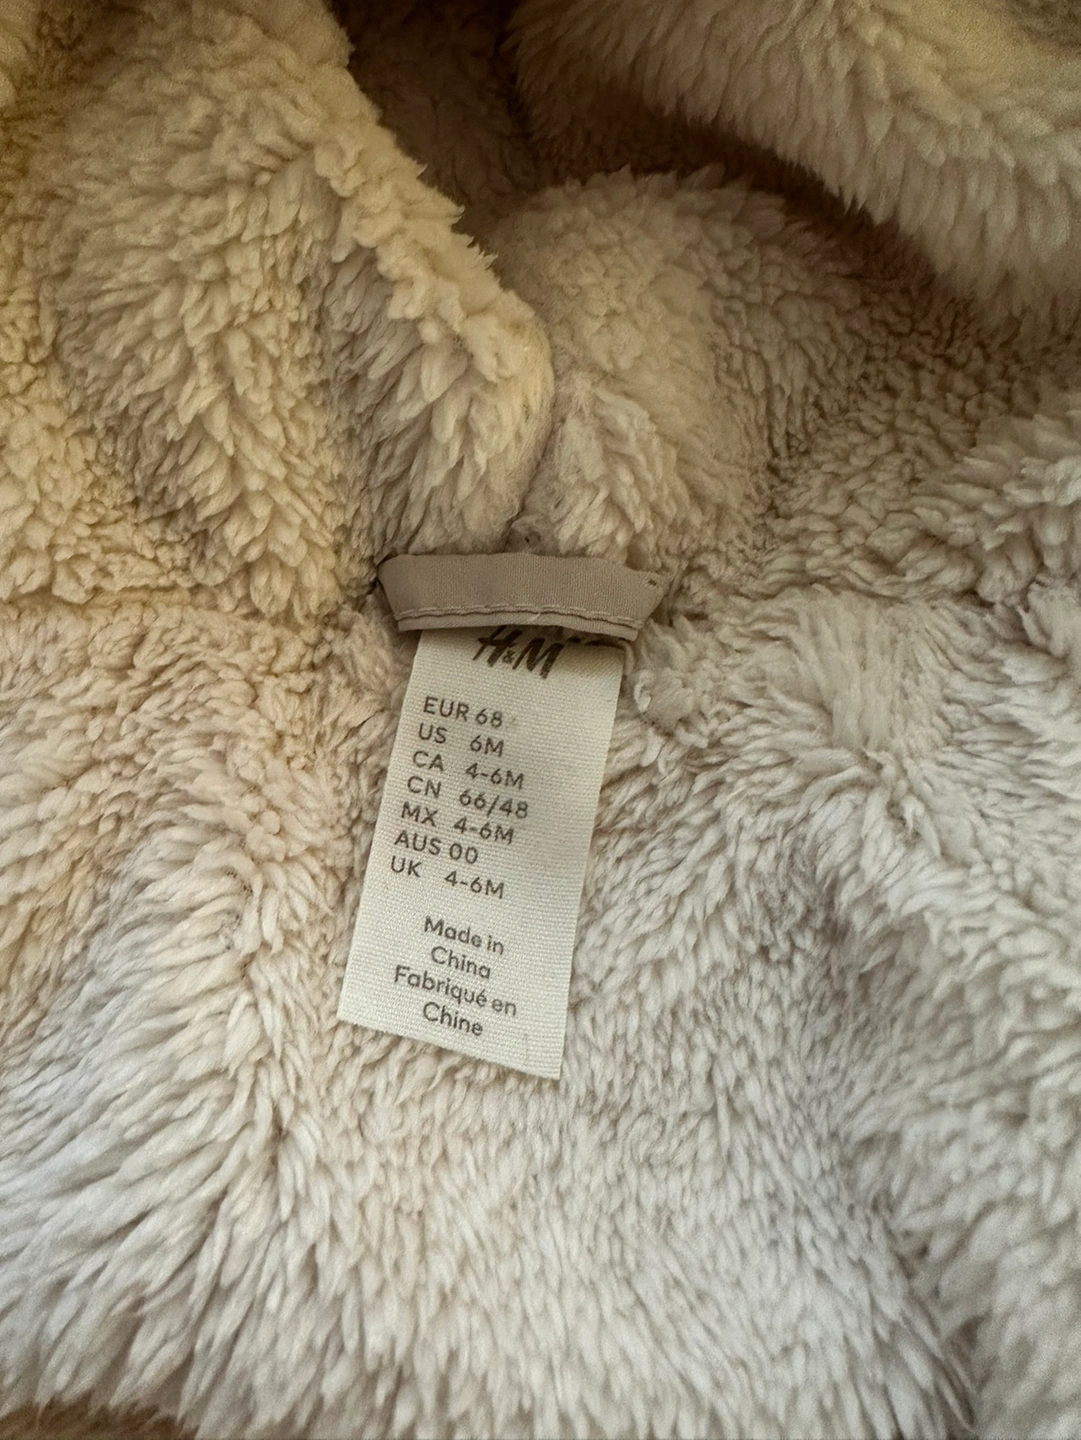 H&M
EUR 68
US 6M
CA 4-6M
CN 66/48
MX 4-6M
AUS 00
UK 4-6M
Made in
China
Fabriqué en
Chine